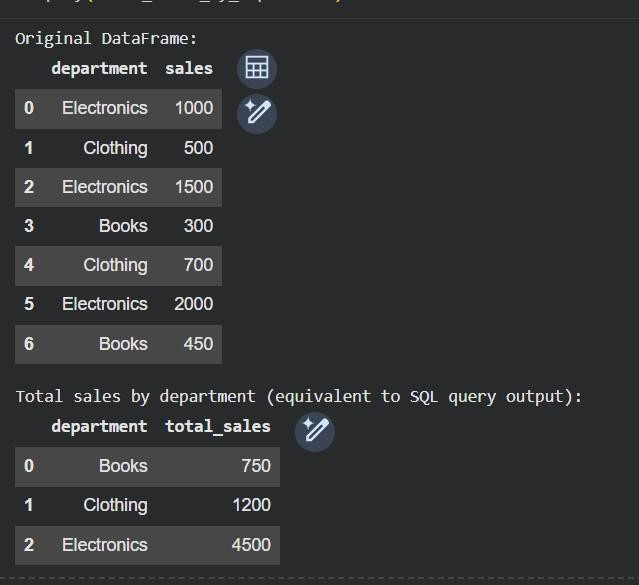 Original DataFrame:
department sales
0 Electronics 1000
1 Clothing 500
2 Electronics 1500
3 Books 300
4 Clothing 700
5 Electronics 2000
6 Books 450
Total sales by department (equivalent to SQL query output):
department total_sales
0 Books 750
1 Clothing 1200
2 Electronics 4500